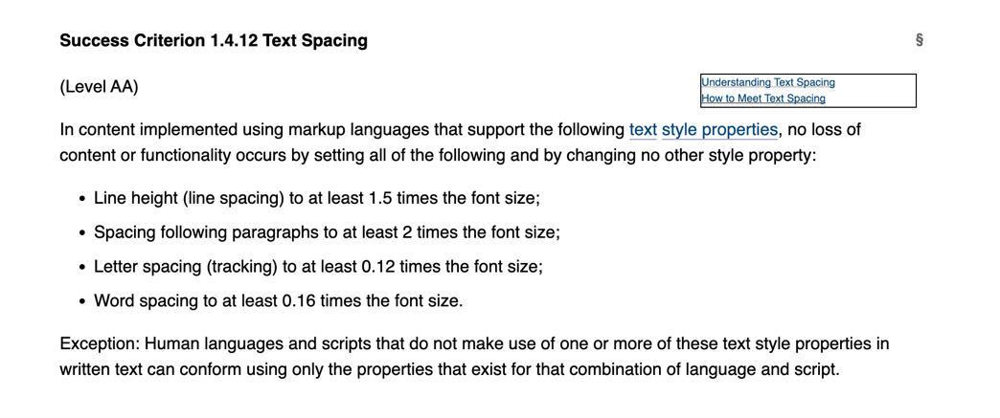 Success Criterion 1.4.12 Text Spacing
§
(Level AA)
Understanding Text Spacing
How to Meet Text Spacing
In content implemented using markup languages that support the following text style properties, no loss of
content or functionality occurs by setting all of the following and by changing no other style property:
• Line height (line spacing) to at least 1.5 times the font size;
• Spacing following paragraphs to at least 2 times the font size;
• Letter spacing (tracking) to at least 0.12 times the font size;
• Word spacing to at least 0.16 times the font size.
Exception: Human languages and scripts that do not make use of one or more of these text style properties in
written text can conform using only the properties that exist for that combination of language and script.